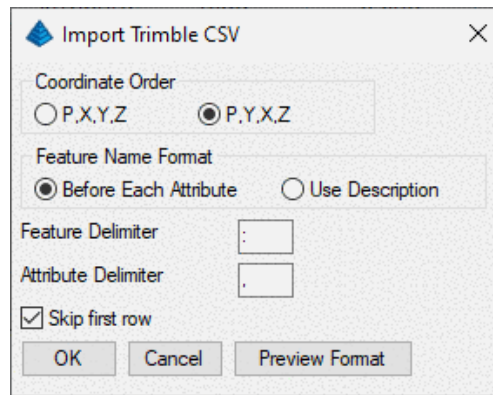 Import Trimble CSV
Coordinate Order
P,X,Y,Z P,Y,X,Z
Feature Name Format
Before Each Attribute Use Description
Feature Delimiter :
Attribute Delimiter ,
Skip first row
OK Cancel Preview Format